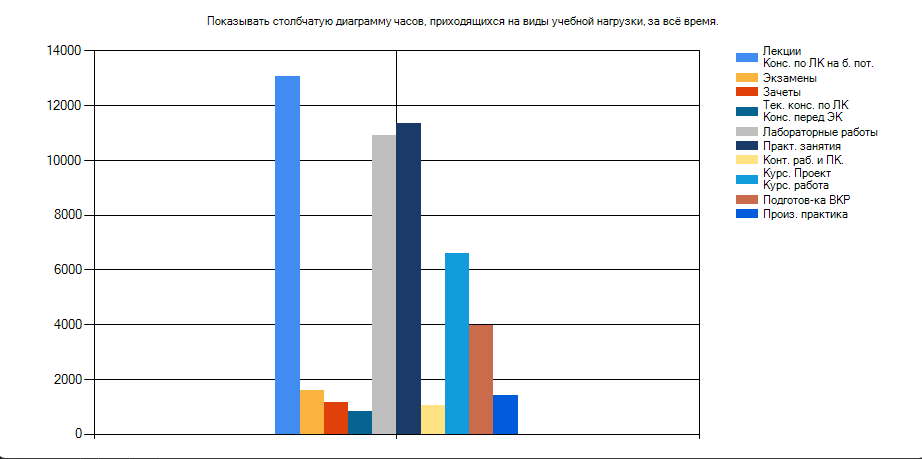 Показывать столбчатую диаграмму часов, приходящихся на виды учебной нагрузки, за всё время.
14000
12000
10000
8000
6000
4000
2000
0
Лекции
Конс. по ЛК на б. пот.
Экзамены
Зачеты
Тек. конс. по ЛК
Конс. перед ЭК
Лабораторные работы
Практ. занятия
Конт. раб. и ПК.
Курс. Проект
Курс. работа
Подготов-ка ВКР
Произ. практика